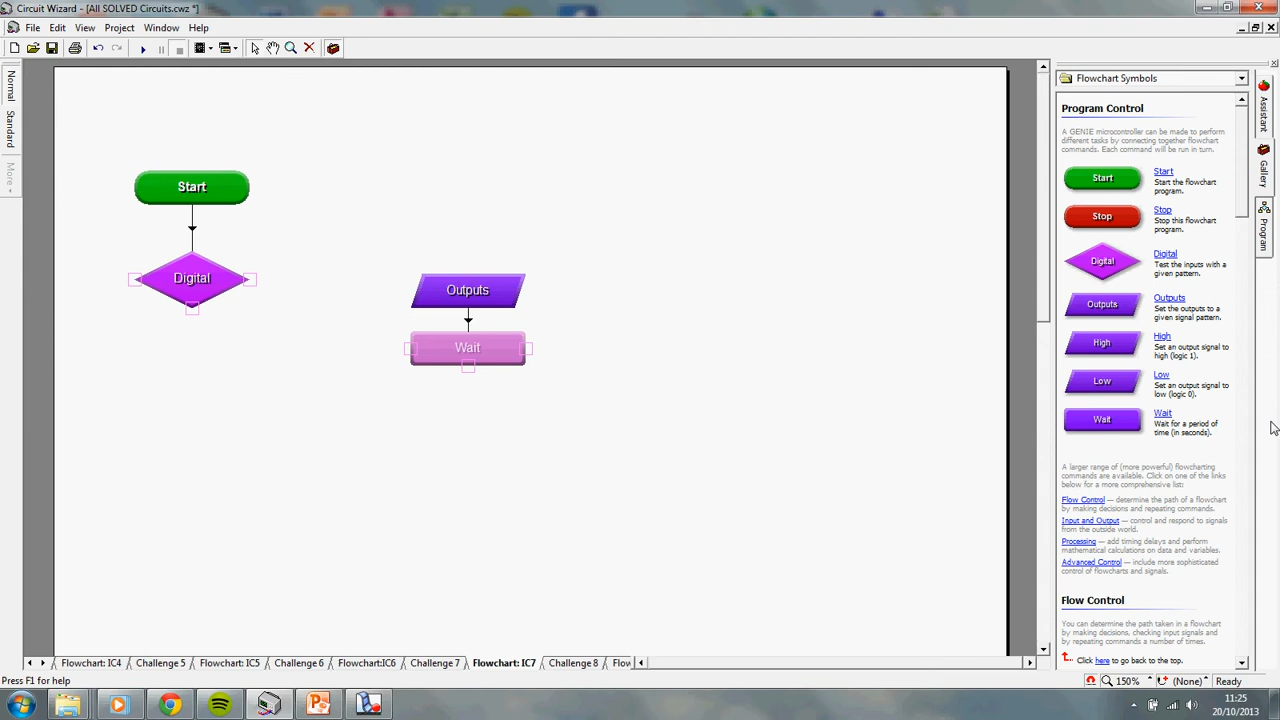 Circuit Wizard - [All SOLVED Circuits.cwz *]
File Edit View Project Window Help
Normal
Standard
More
Start
Digital
Outputs
Wait
Flowchart Symbols
Program Control
A GENIE microcontroller can be made to perform
different tasks by connecting together flowchart
commands. Each command will be run in turn.
Start
Start
Start the flowchart
program.
Stop
Stop
Stop this flowchart
program.
Digital
Digital
Test the inputs with a
given pattern.
Outputs
Outputs
Set the outputs to a
given signal pattern.
High
High
Set an output signal to
high (logic 1).
Low
Low
Set an output signal to
low (logic 0).
Wait
Wait
Wait for a period of
time (in seconds).
A larger range of (more powerful) flowcharting
commands are available. Click on one of the links
below for a more comprehensive list:
Flow Control — determine the path of a flowchart
by making decisions and repeating commands.
Input and Output — control and respond to signals
from the outside world.
Processing — add timing delays and perform
mathematical calculations on data and variables.
Advanced Control — include more sophisticated
control of flowcharts and signals.
Flow Control
You can determine the path taken in a flowchart
by making decisions, checking input signals and
by repeating commands a number of times.
Click here to go back to the top.
Assistant
Gallery
Program
Flowchart: IC4 Challenge 5 Flowchart: IC5 Challenge 6 Flowchart:IC6 Challenge 7 Flowchart: IC7 Challenge 8 Flow
Press F1 for help
150% (None) Ready
11:25
20/10/2013